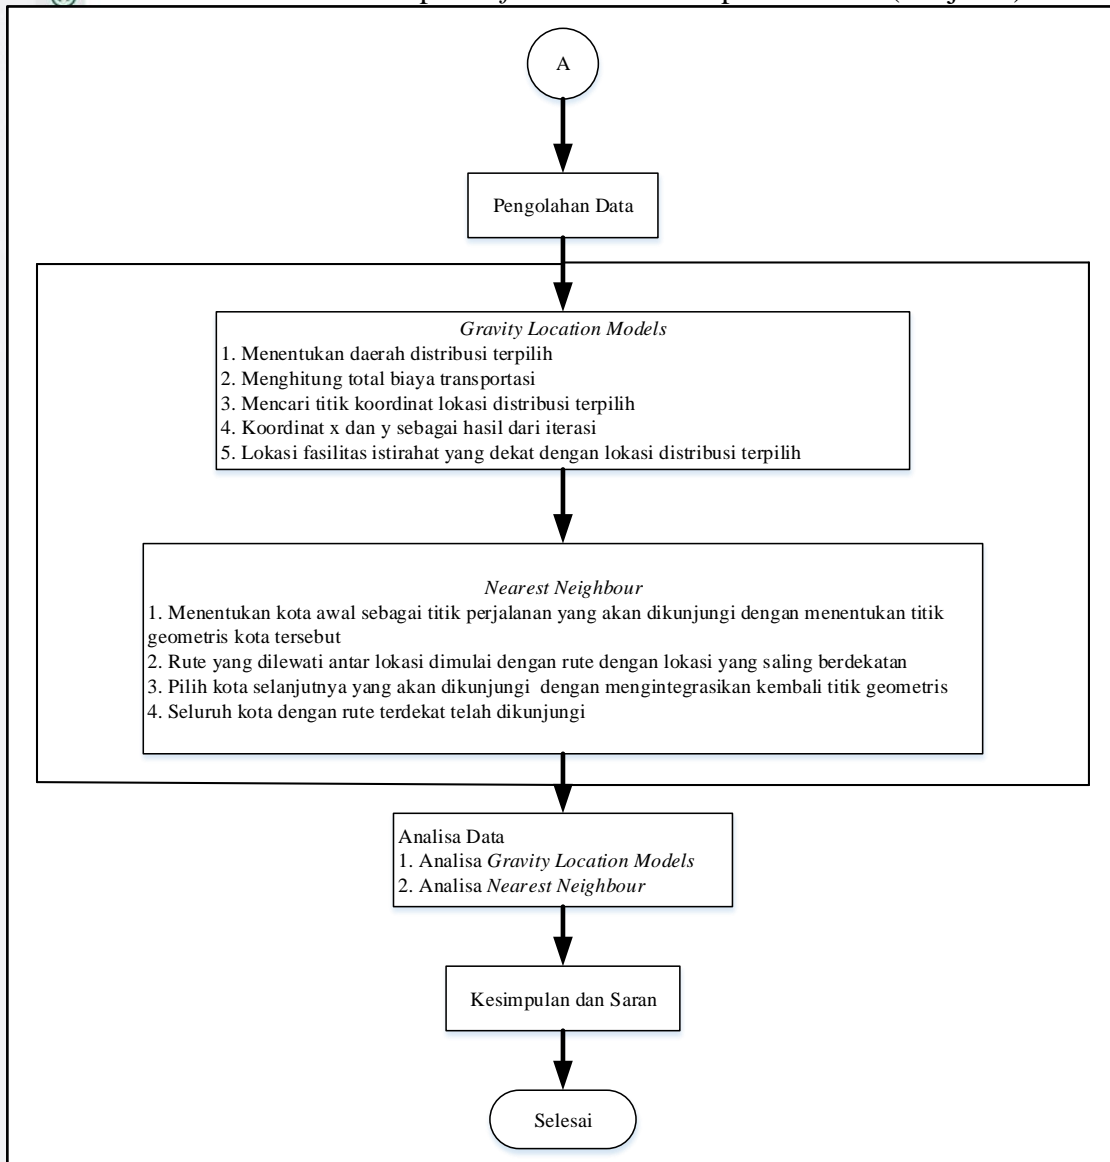 A
Pengolahan Data
Gravity Location Models
1. Menentukan daerah distribusi terpilih
2. Menghitung total biaya transportasi
3. Mencari titik koordinat lokasi distribusi terpilih
4. Koordinat x dan y sebagai hasil dari iterasi
5. Lokasi fasilitas istirahat yang dekat dengan lokasi distribusi terpilih
Nearest Neighbour
1. Menentukan kota awal sebagai titik perjalanan yang akan dikunjungi dengan menentukan titik
geometris kota tersebut
2. Rute yang dilewati antar lokasi dimulai dengan rute dengan lokasi yang saling berdekatan
3. Pilih kota selanjutnya yang akan dikunjungi dengan mengintegrasikan kembali titik geometris
4. Seluruh kota dengan rute terdekat telah dikunjungi
Analisa Data
1. Analisa Gravity Location Models
2. Analisa Nearest Neighbour
Kesimpulan dan Saran
Selesai